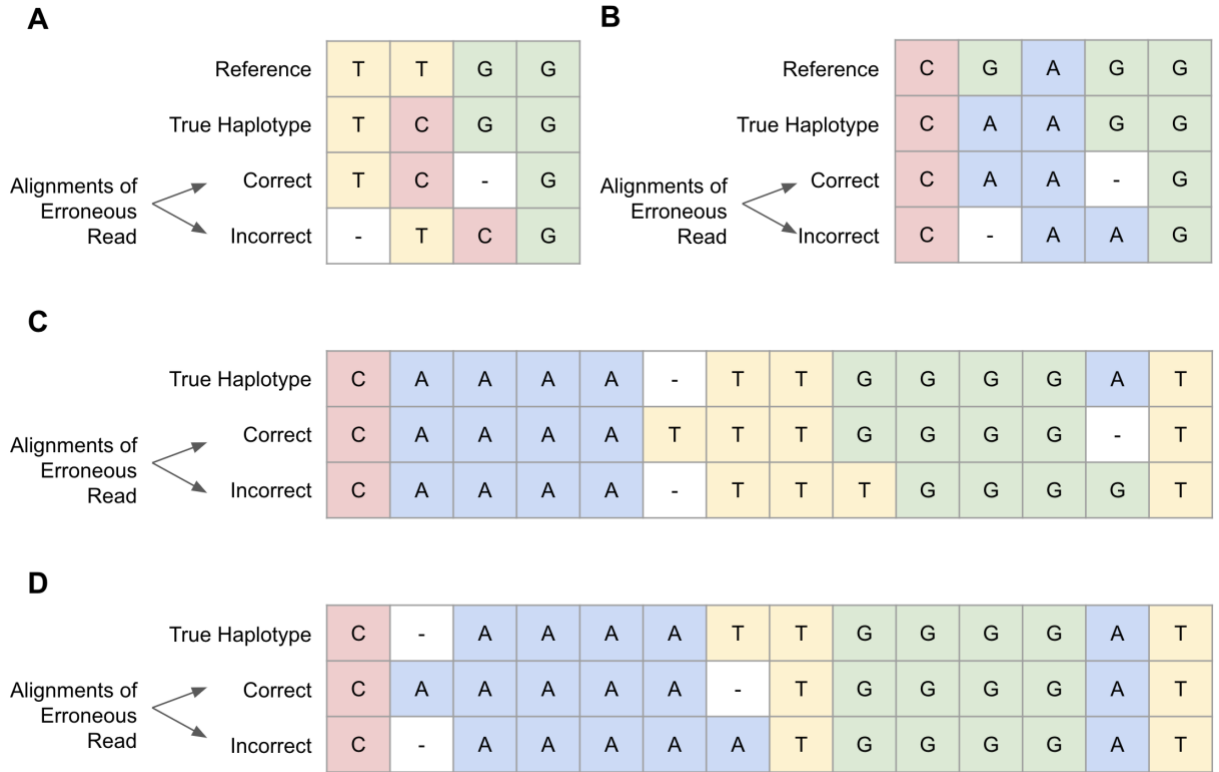 A
Reference T T G G
True Haplotype T C G G
Alignments of
Erroneous
Read
Correct T C - G
Incorrect - T C G
B
Reference C G A G G
True Haplotype C A A G G
Alignments of
Erroneous
Read
Correct C A A - G
Incorrect C - A A G
C
True Haplotype C A A A A - T T G G G G A T
Alignments of
Erroneous
Read
Correct C A A A A T T T G G G G - T
Incorrect C A A A A - T T T G G G G T
D
True Haplotype C - A A A A T T G G G G A T
Alignments of
Erroneous
Read
Correct C A A A A A - T G G G G A T
Incorrect C - A A A A A T G G G G A T